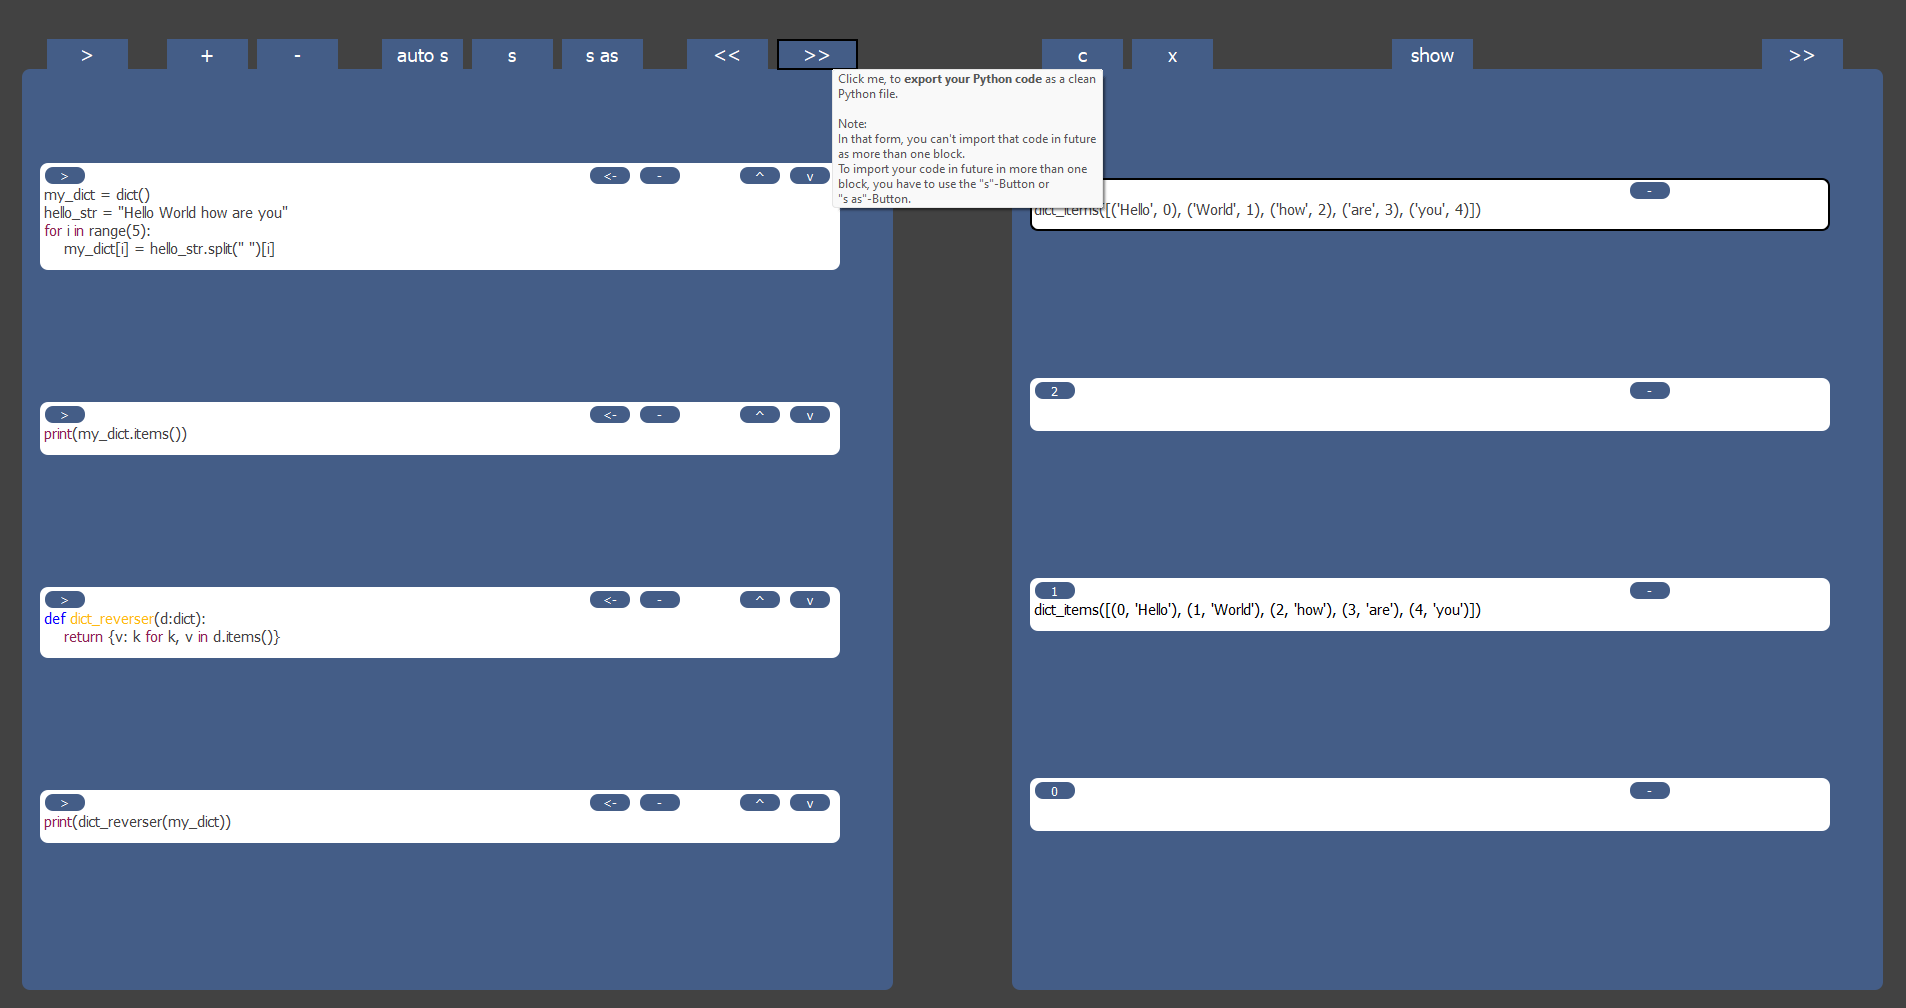 >
+
-
auto s
s
s as
<<
>>
c
x
show
>>
Click me, to export your Python code as a clean
Python file.
Note:
In that form, you can't import that code in future
as more than one block.
To import your code in future in more than one
block, you have to use the "s"-Button or
"s as"-Button.
>
<-
-
^
v
my_dict = dict()
hello_str = "Hello World how are you"
for i in range(5):
    my_dict[i] = hello_str.split(" ")[i]
>
<-
-
^
v
print(my_dict.items())
>
<-
-
^
v
def dict_reverser(d:dict):
    return {v: k for k, v in d.items()}
>
<-
-
^
v
print(dict_reverser(my_dict))
-
dict_items([('Hello', 0), ('World', 1), ('how', 2), ('are', 3), ('you', 4)])
2
-
1
-
dict_items([(0, 'Hello'), (1, 'World'), (2, 'how'), (3, 'are'), (4, 'you')])
0
-